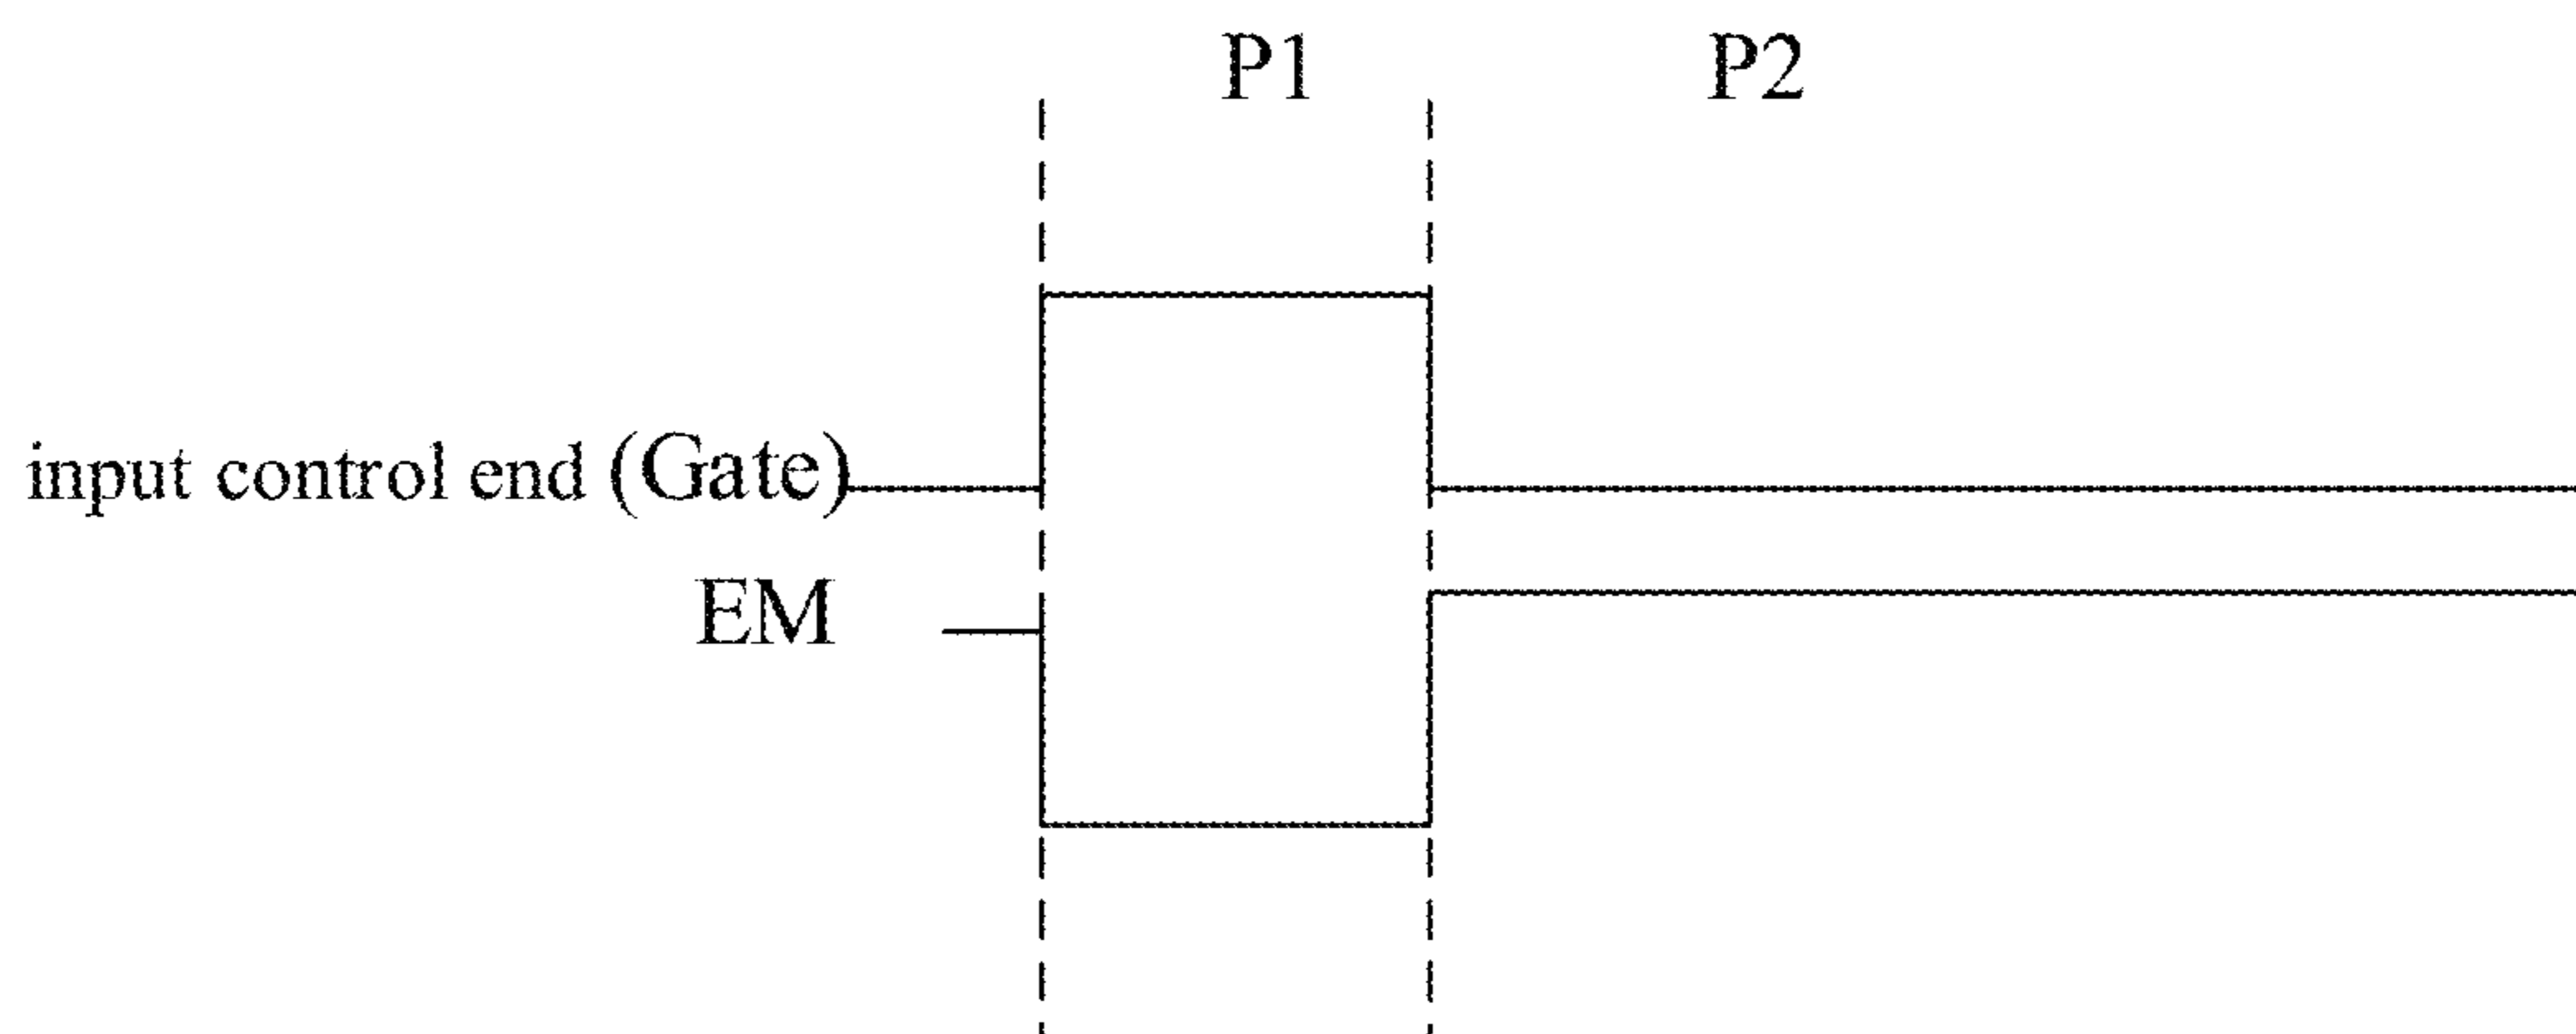 P1 P2
input control end (Gate)
EM